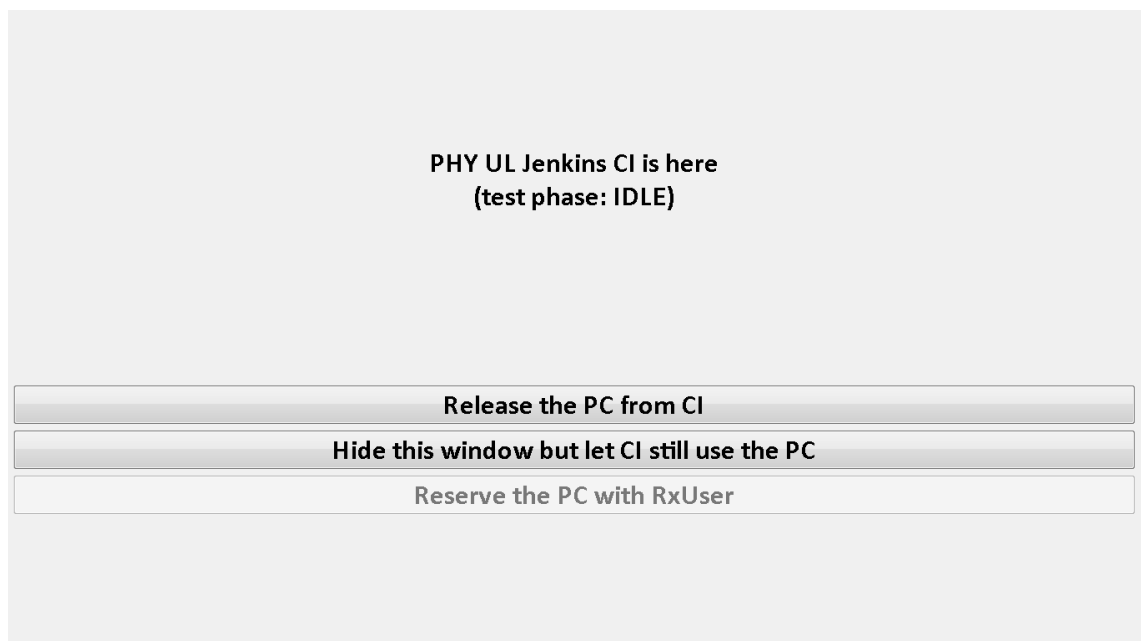 PHY UL Jenkins CI is here
(test phase: IDLE)
Release the PC from CI
Hide this window but let CI still use the PC
Reserve the PC with RxUser